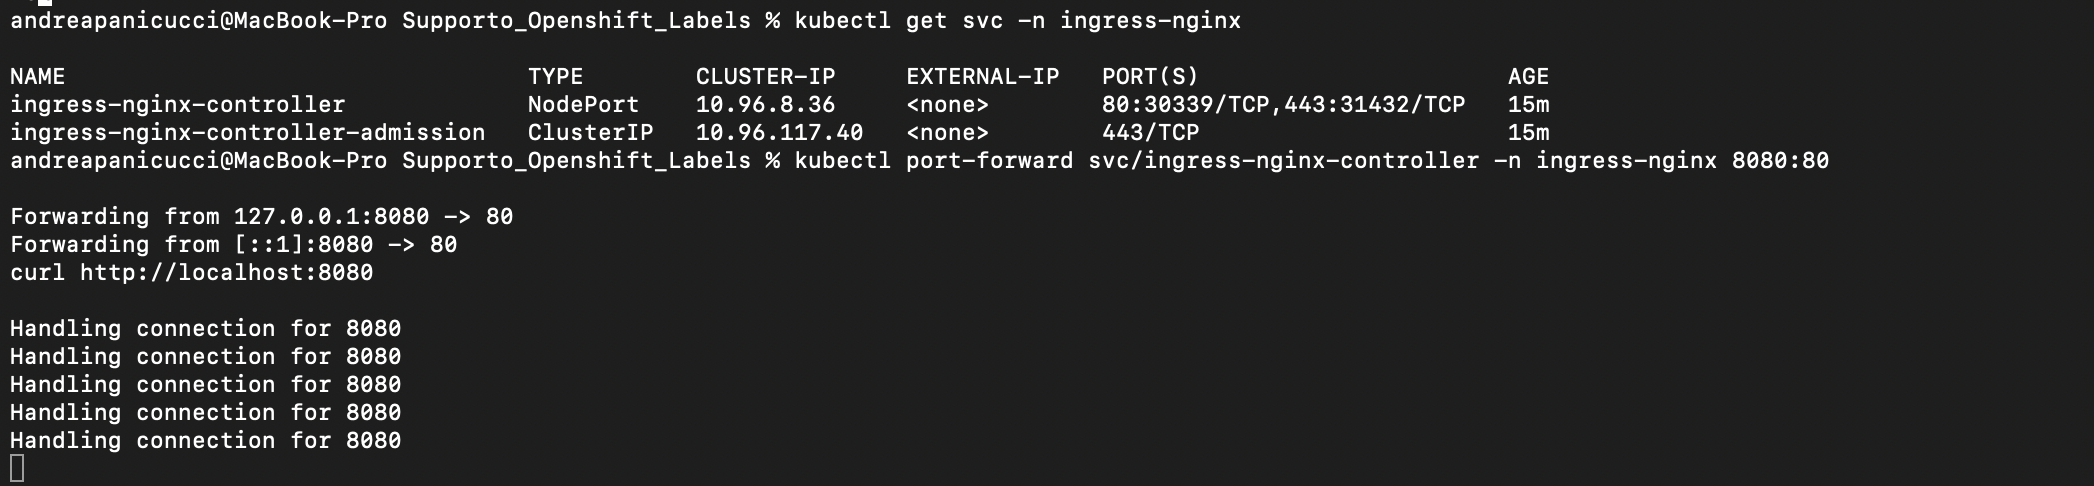 andreapanicucci@MacBook-Pro Supporto_Openshift_Labels % kubectl get svc -n ingress-nginx
NAME TYPE CLUSTER-IP EXTERNAL-IP PORT(S) AGE
ingress-nginx-controller NodePort 10.96.8.36 <none> 80:30339/TCP,443:31432/TCP 15m
ingress-nginx-controller-admission ClusterIP 10.96.117.40 <none> 443/TCP 15m
andreapanicucci@MacBook-Pro Supporto_Openshift_Labels % kubectl port-forward svc/ingress-nginx-controller -n ingress-nginx 8080:80
Forwarding from 127.0.0.1:8080 -> 80
Forwarding from [::1]:8080 -> 80
curl http://localhost:8080
Handling connection for 8080
Handling connection for 8080
Handling connection for 8080
Handling connection for 8080
Handling connection for 8080